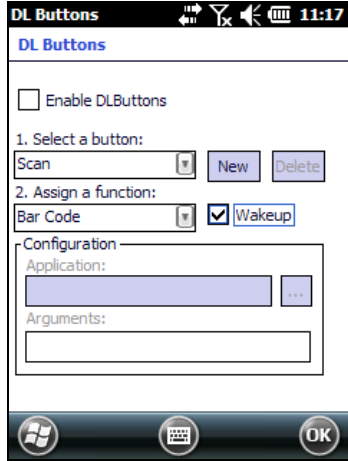 DL Buttons 11:17
DL Buttons
Enable DLButtons
1. Select a button:
Scan New Delete
2. Assign a function:
Bar Code Wakeup
Configuration
Application:
...
Arguments:
OK